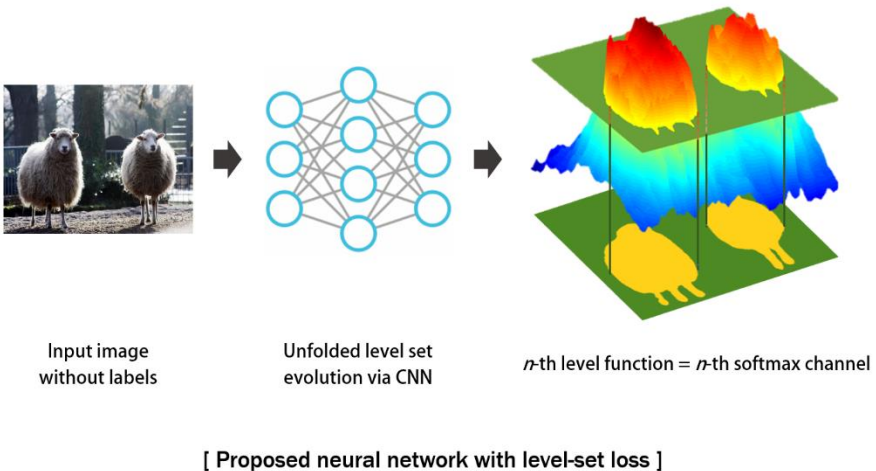 Input image
without labels
Unfolded level set
evolution via CNN
n-th level function = n-th softmax channel
[ Proposed neural network with level-set loss ]